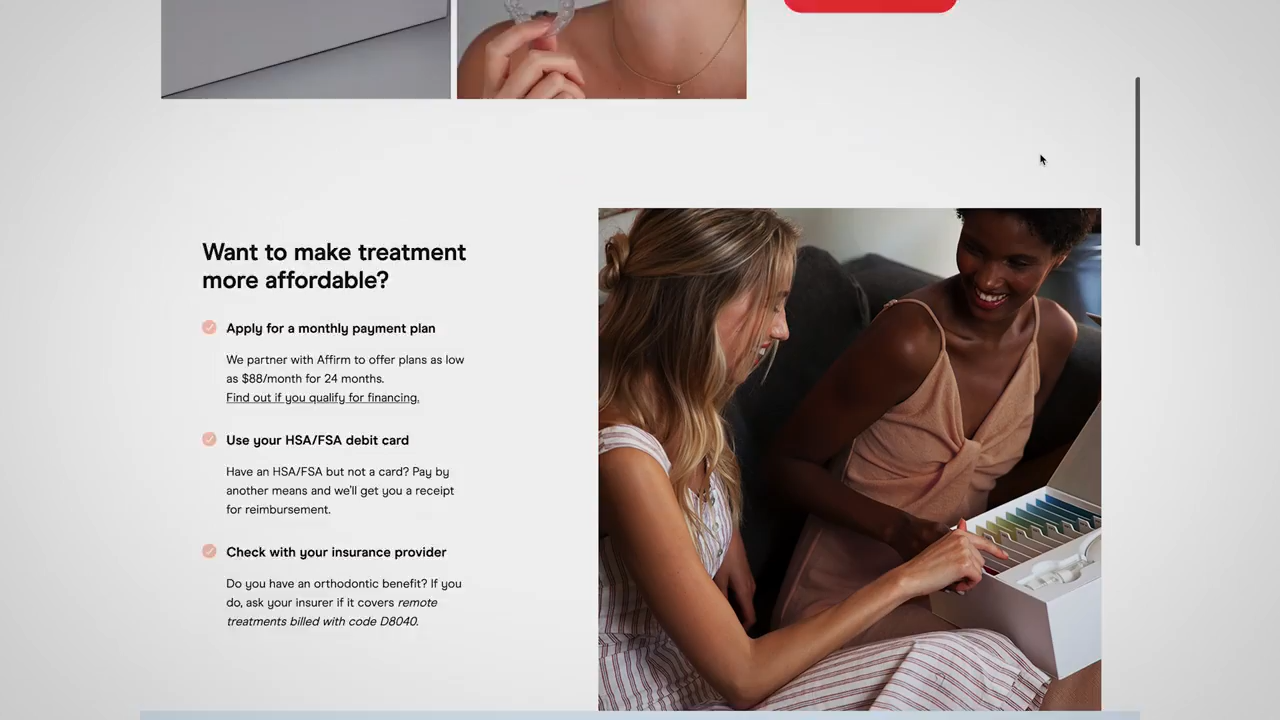 Want to make treatment
more affordable?
Apply for a monthly payment plan
We partner with Affirm to offer plans as low
as $88/month for 24 months.
Find out if you qualify for financing.
Use your HSA/FSA debit card
Have an HSA/FSA but not a card? Pay by
another means and we'll get you a receipt
for reimbursement.
Check with your insurance provider
Do you have an orthodontic benefit? If you
do, ask your insurer if it covers remote
treatments billed with code D8040.